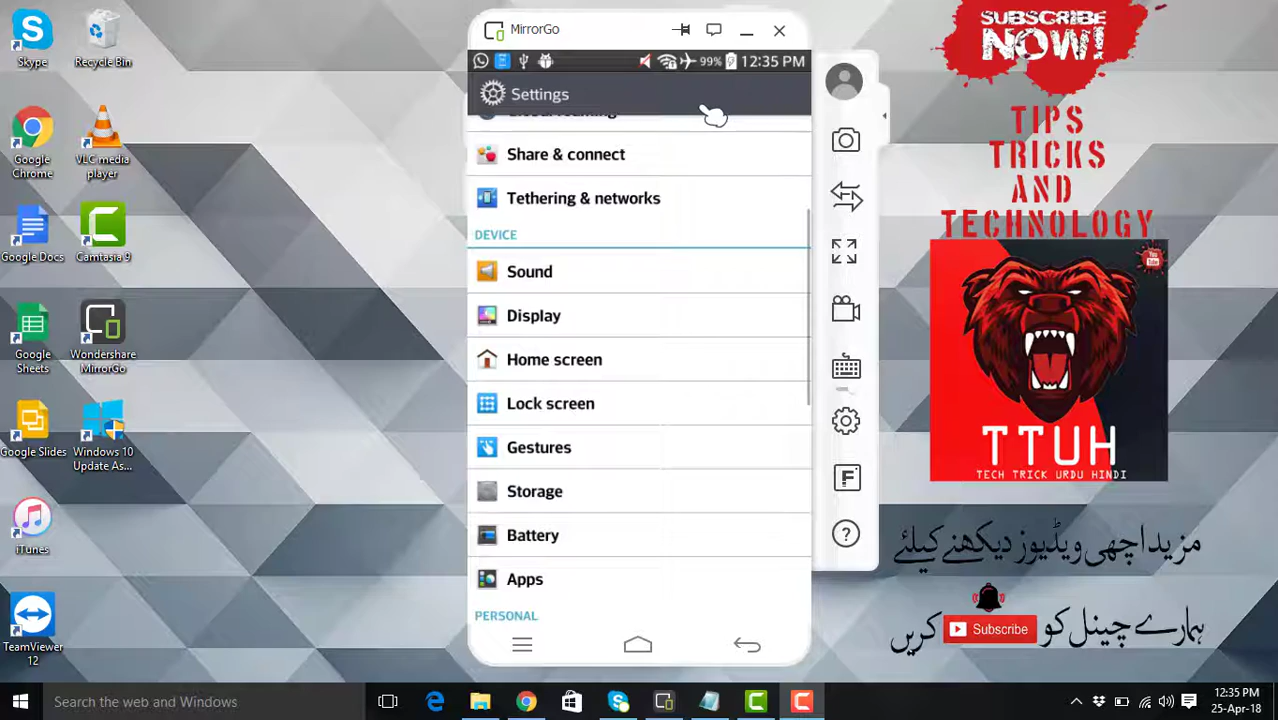 Skype
Recycle Bin
Google
Chrome
VLC media
player
Google Docs
Camtasia 9
Google
Sheets
Wondershare
MirrorGo
Google Slides
Windows 10
Update As...
iTunes
TeamViewer
12
MirrorGo
99% 12:35 PM
Settings
Share & connect
Tethering & networks
DEVICE
Sound
Display
Home screen
Lock screen
Gestures
Storage
Battery
Apps
PERSONAL
SUBSCRIBE
NOW!
TIPS
TRICKS
AND
TECHNOLOGY
You
Tube
TTUH
TECH TRICK URDU HINDI
مزید اچھی ویڈیوز دیکھنے کیلئے
ہمارے چینل کو Subscribe کریں
Search the web and Windows
12:35 PM
25-Apr-18